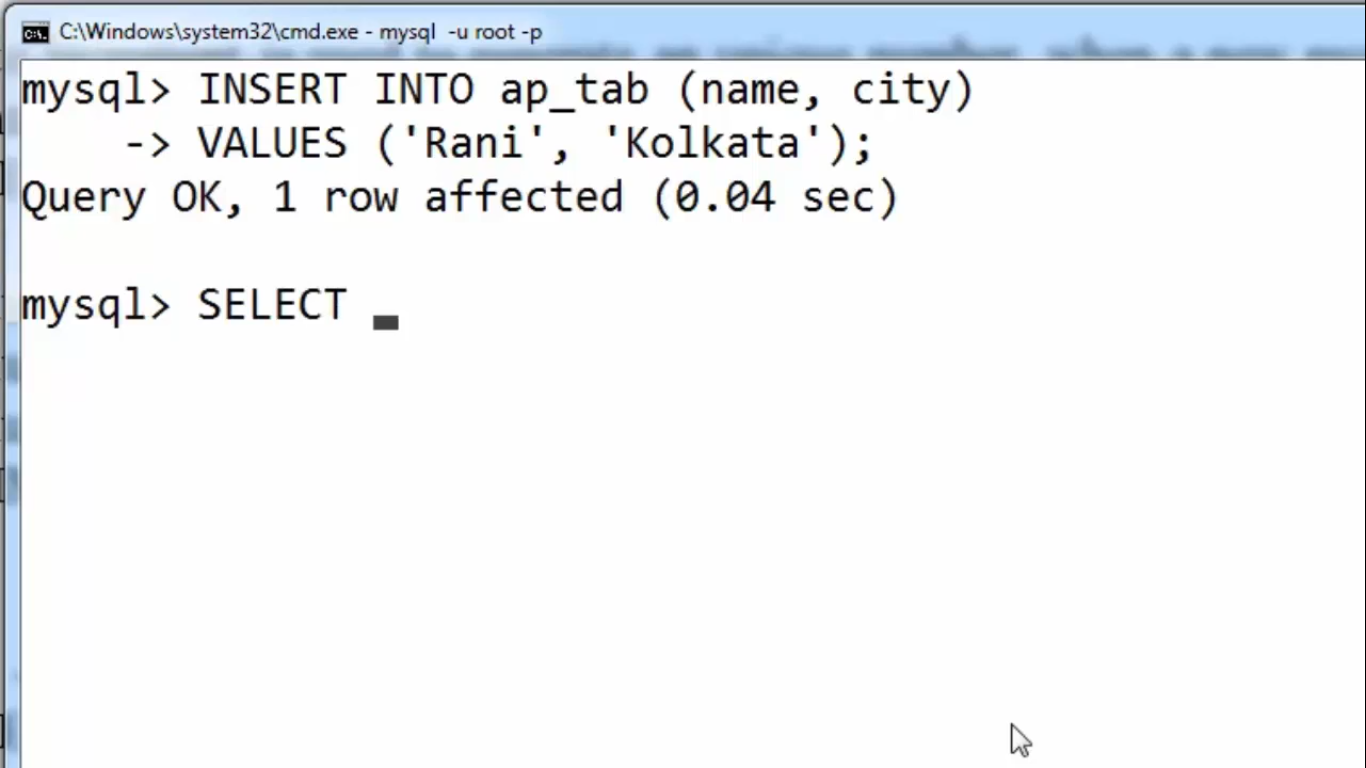 C:\Windows\system32\cmd.exe - mysql  -u root -p
mysql> INSERT INTO ap_tab (name, city)
    -> VALUES ('Rani', 'Kolkata');
Query OK, 1 row affected (0.04 sec)
mysql> SELECT